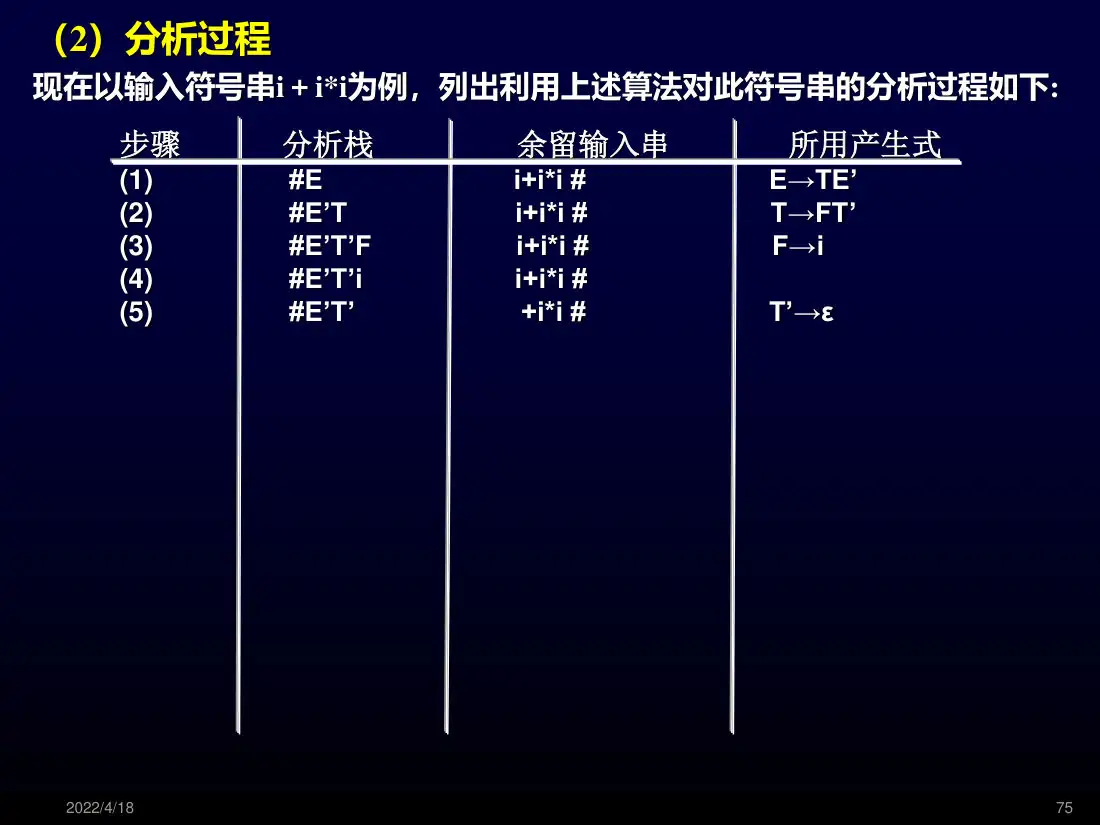 （2）分析过程
现在以输入符号串i + i*i为例，列出利用上述算法对此符号串的分析过程如下:
步骤 分析栈 余留输入串 所用产生式
(1) #E i+i*i # E→TE’
(2) #E’T i+i*i # T→FT’
(3) #E’T’F i+i*i # F→i
(4) #E’T’i i+i*i #
(5) #E’T’ +i*i # T’→ε
2022/4/18 75